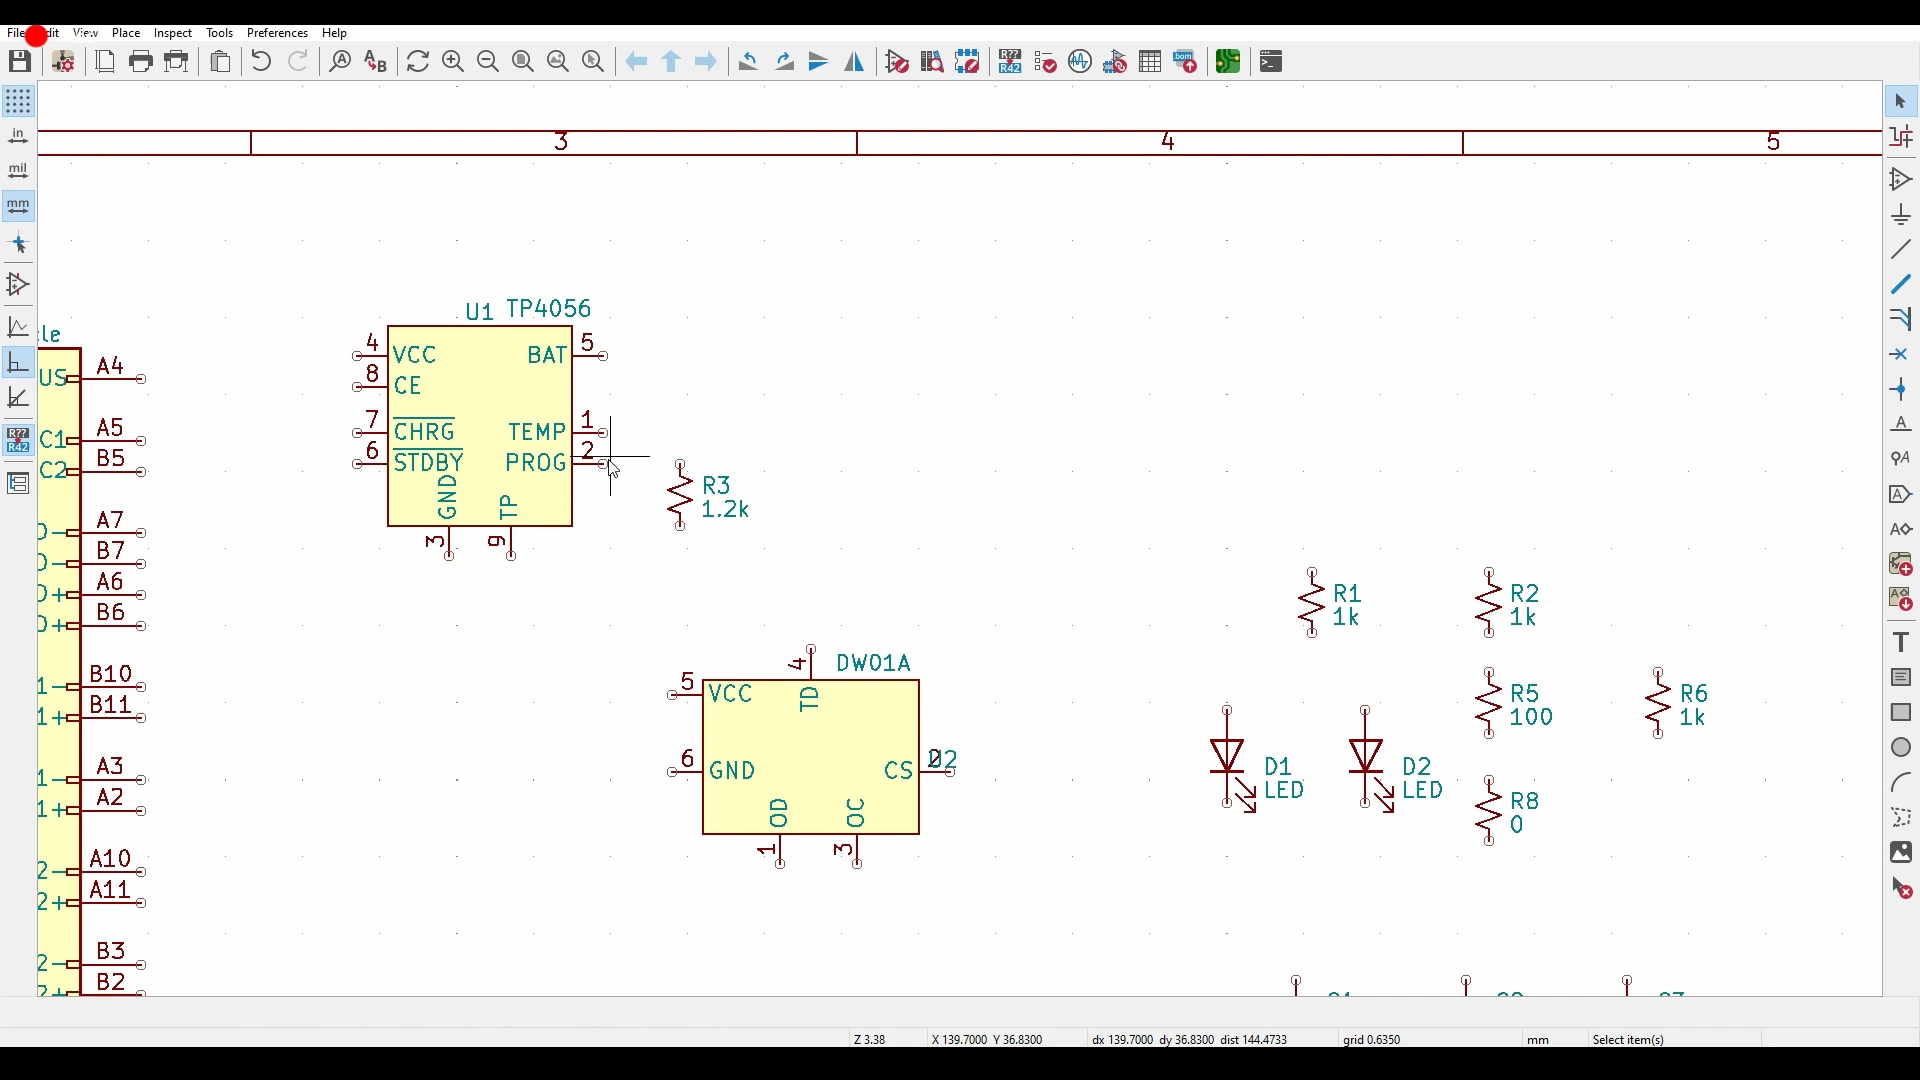 File Edit View Place Inspect Tools Preferences Help
3 4 5
in
mil
mm
U1 TP4056
4 VCC BAT 5
8 CE
7 CHRG TEMP 1
6 STDBY PROG 2
GND TP
3 9
R3
1.2k
A4
A5
B5
A7
B7
A6
B6
B10
B11
A3
A2
A10
A11
B3
B2
DW01A
4
5 VCC TD
6 GND CS 2 U2
OD OC
1 3
R1
1k
R2
1k
R5
100
R6
1k
R8
0
D1
LED
D2
LED
Z 3.38 X 139.7000 Y 36.8300 dx 139.7000 dy 36.8300 dist 144.4733 grid 0.6350 mm Select item(s)